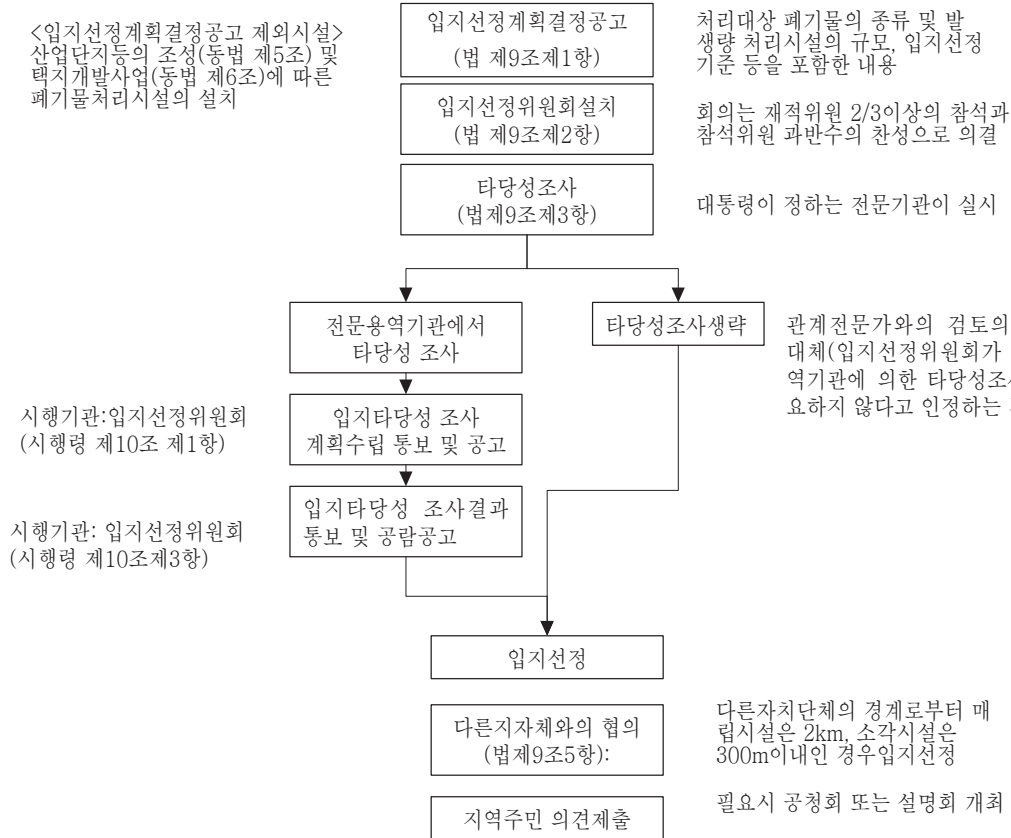 <입지선정계획결정공고 제외시설>
산업단지등의 조성(동법 제5조) 및
택지개발사업(동법 제6조)에 따른
폐기물처리시설의 설치
입지선정계획결정공고
(법 제9조제1항)
처리대상 폐기물의 종류 및 발
생량 처리시설의 규모, 입지선정
기준 등을 포함한 내용
입지선정위원회설치
(법 제9조제2항)
회의는 재적위원 2/3이상의 참석과
참석위원 과반수의 찬성으로 의결
타당성조사
(법제9조제3항)
대통령이 정하는 전문기관이 실시
전문용역기관에서
타당성 조사
타당성조사생략
관계전문가와의 검토의
대체(입지선정위원회가
역기관에 의한 타당성조
요하지 않다고 인정하는
시행기관:입지선정위원회
(시행령 제10조 제1항)
입지타당성 조사
계획수립 통보 및 공고
시행기관: 입지선정위원회
(시행령 제10조제3항)
입지타당성 조사결과
통보 및 공람공고
입지선정
다른지자체와의 협의
(법제9조5항):
다른자치단체의 경계로부터 매
립시설은 2km, 소각시설은
300m이내인 경우입지선정
지역주민 의견제출
필요시 공청회 또는 설명회 개최